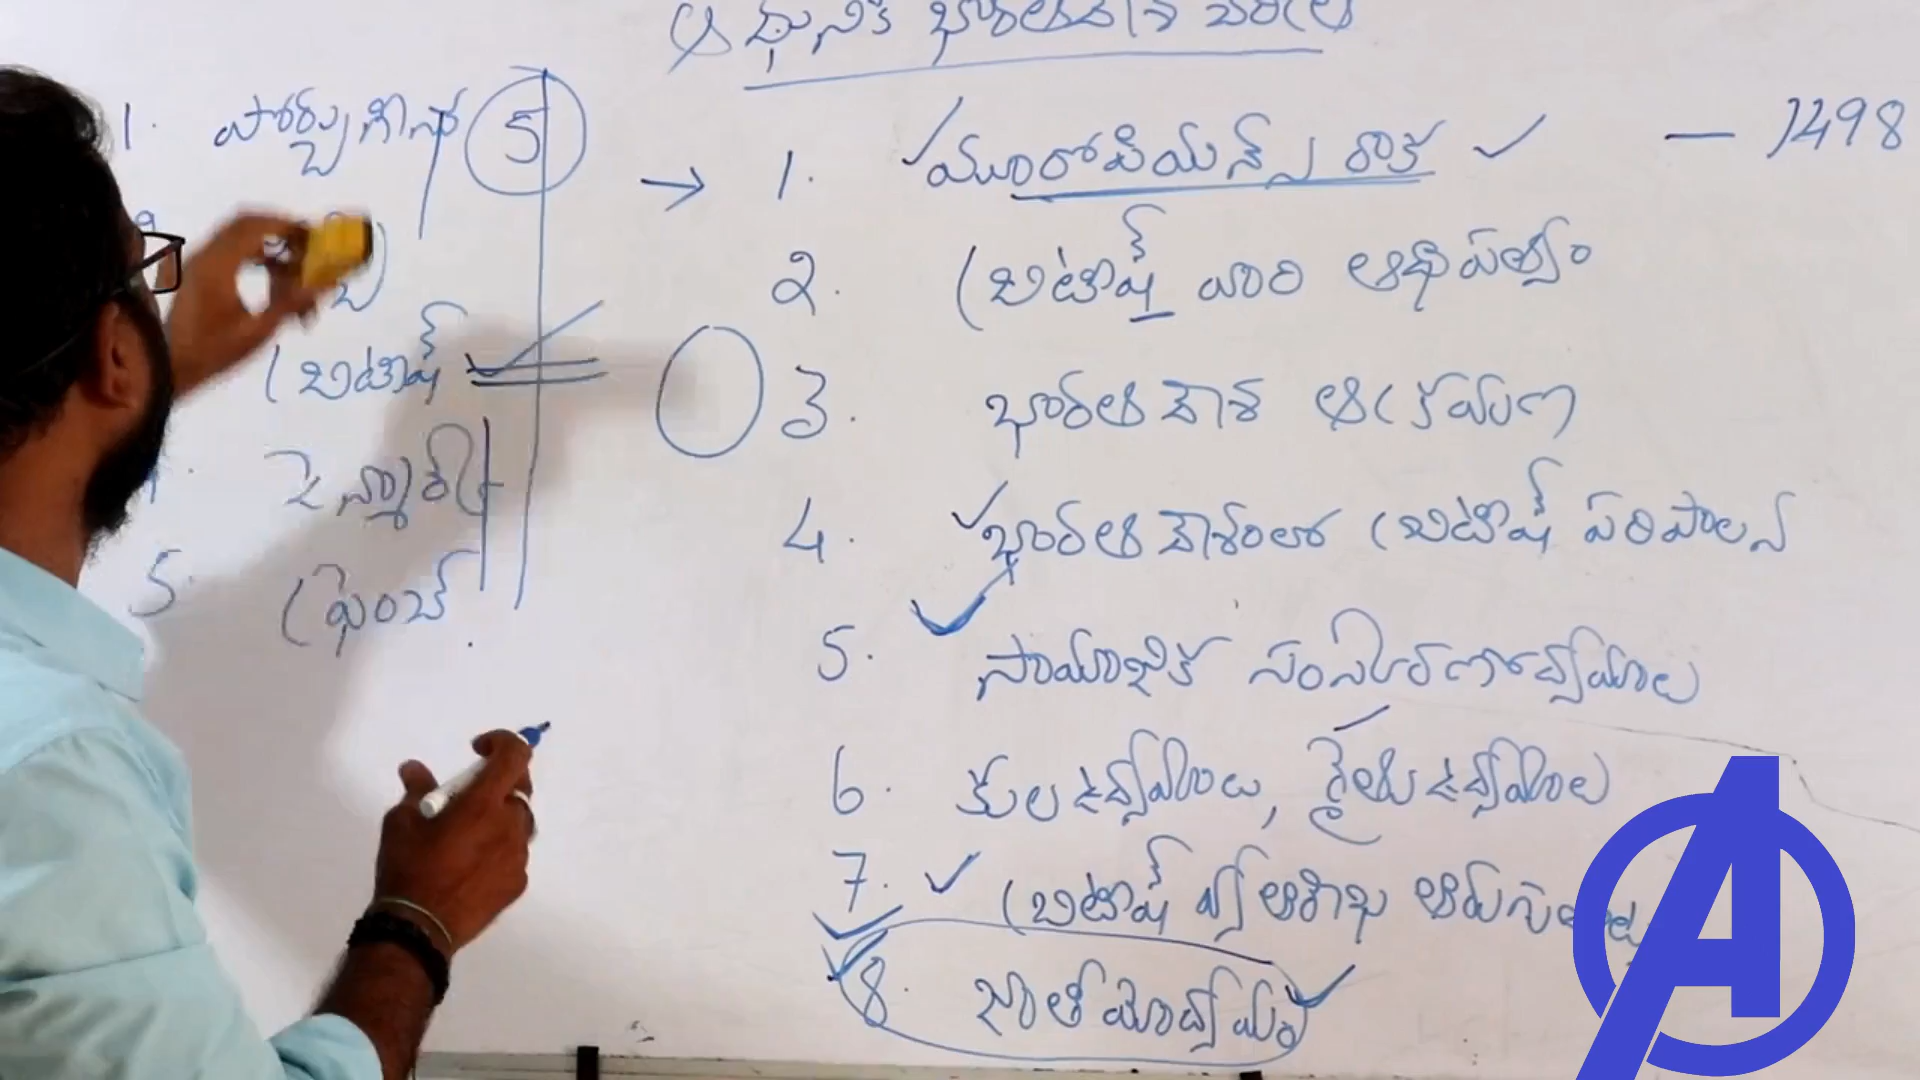 ఆధునిక భారతదేశ చరిత్ర
1. పోర్చుగీసు 5
బ్రిటీష్
4. డెన్మార్క్
5. ఫ్రెంచ్
→ 1. యూరోపియన్స్ రాక — 1498
2. బ్రిటీష్ వారి ఆధిపత్యం
3. భారతదేశ ఆక్రమణ
4. భారతదేశంలో బ్రిటీష్ పరిపాలన
5. సామాజిక సంస్కరణోద్యమాలు
6. కుల ఉద్యమాలు, రైతు ఉద్యమాలు
7. బ్రిటీష్ వ్యతిరేఖ
8. జాతీయోద్యమం